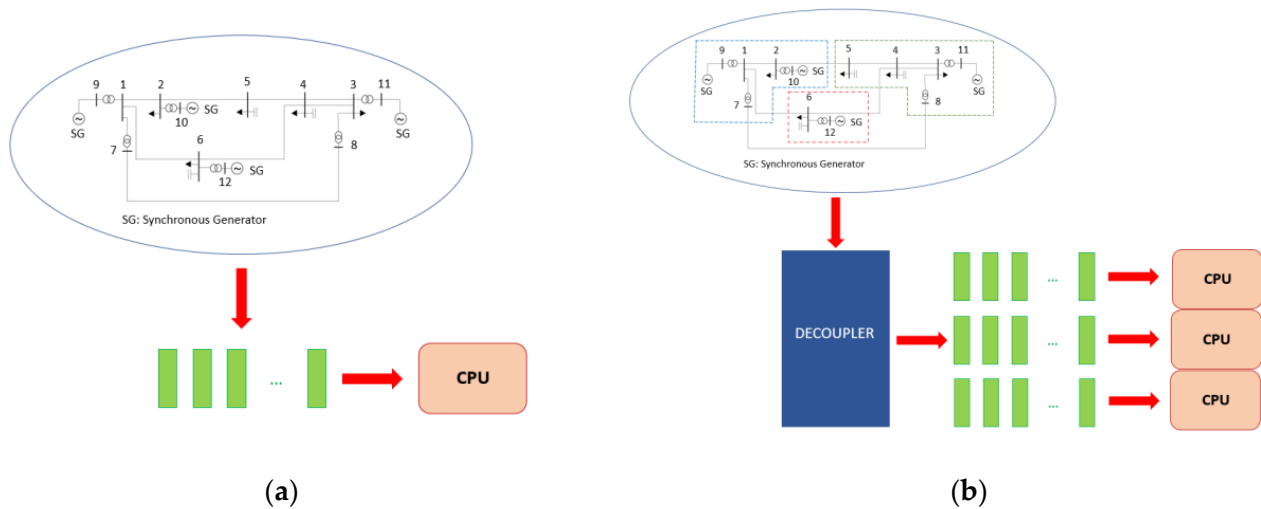 9 1 2 5 4 3 11
SG
10
SG
SG
7
6
8
12
SG
SG: Synchronous Generator
...
CPU
(a)
9 1 2 5 4 3 11
SG
10
SG
SG
7
6
8
12
SG
SG: Synchronous Generator
DECOUPLER
...
CPU
...
CPU
...
CPU
(b)